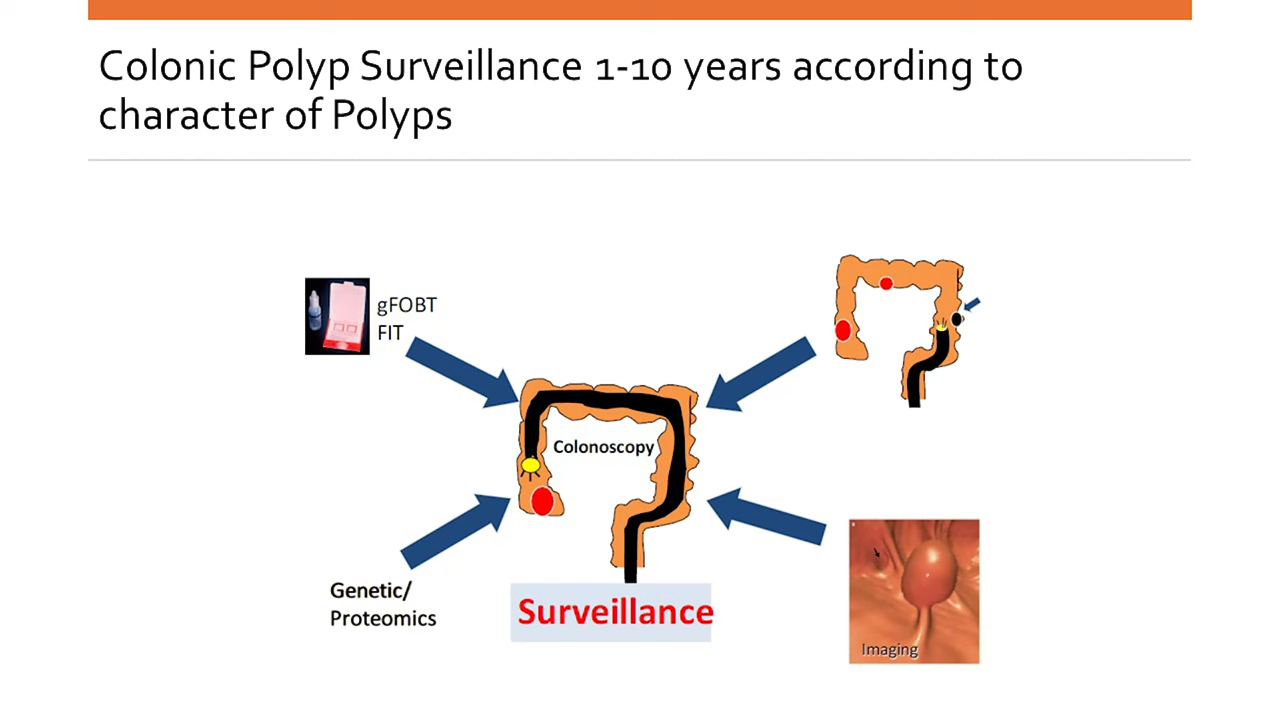 Colonic Polyp Surveillance 1-10 years according to
character of Polyps
gFOBT
FIT
Colonoscopy
Genetic/
Proteomics
Surveillance
Imaging